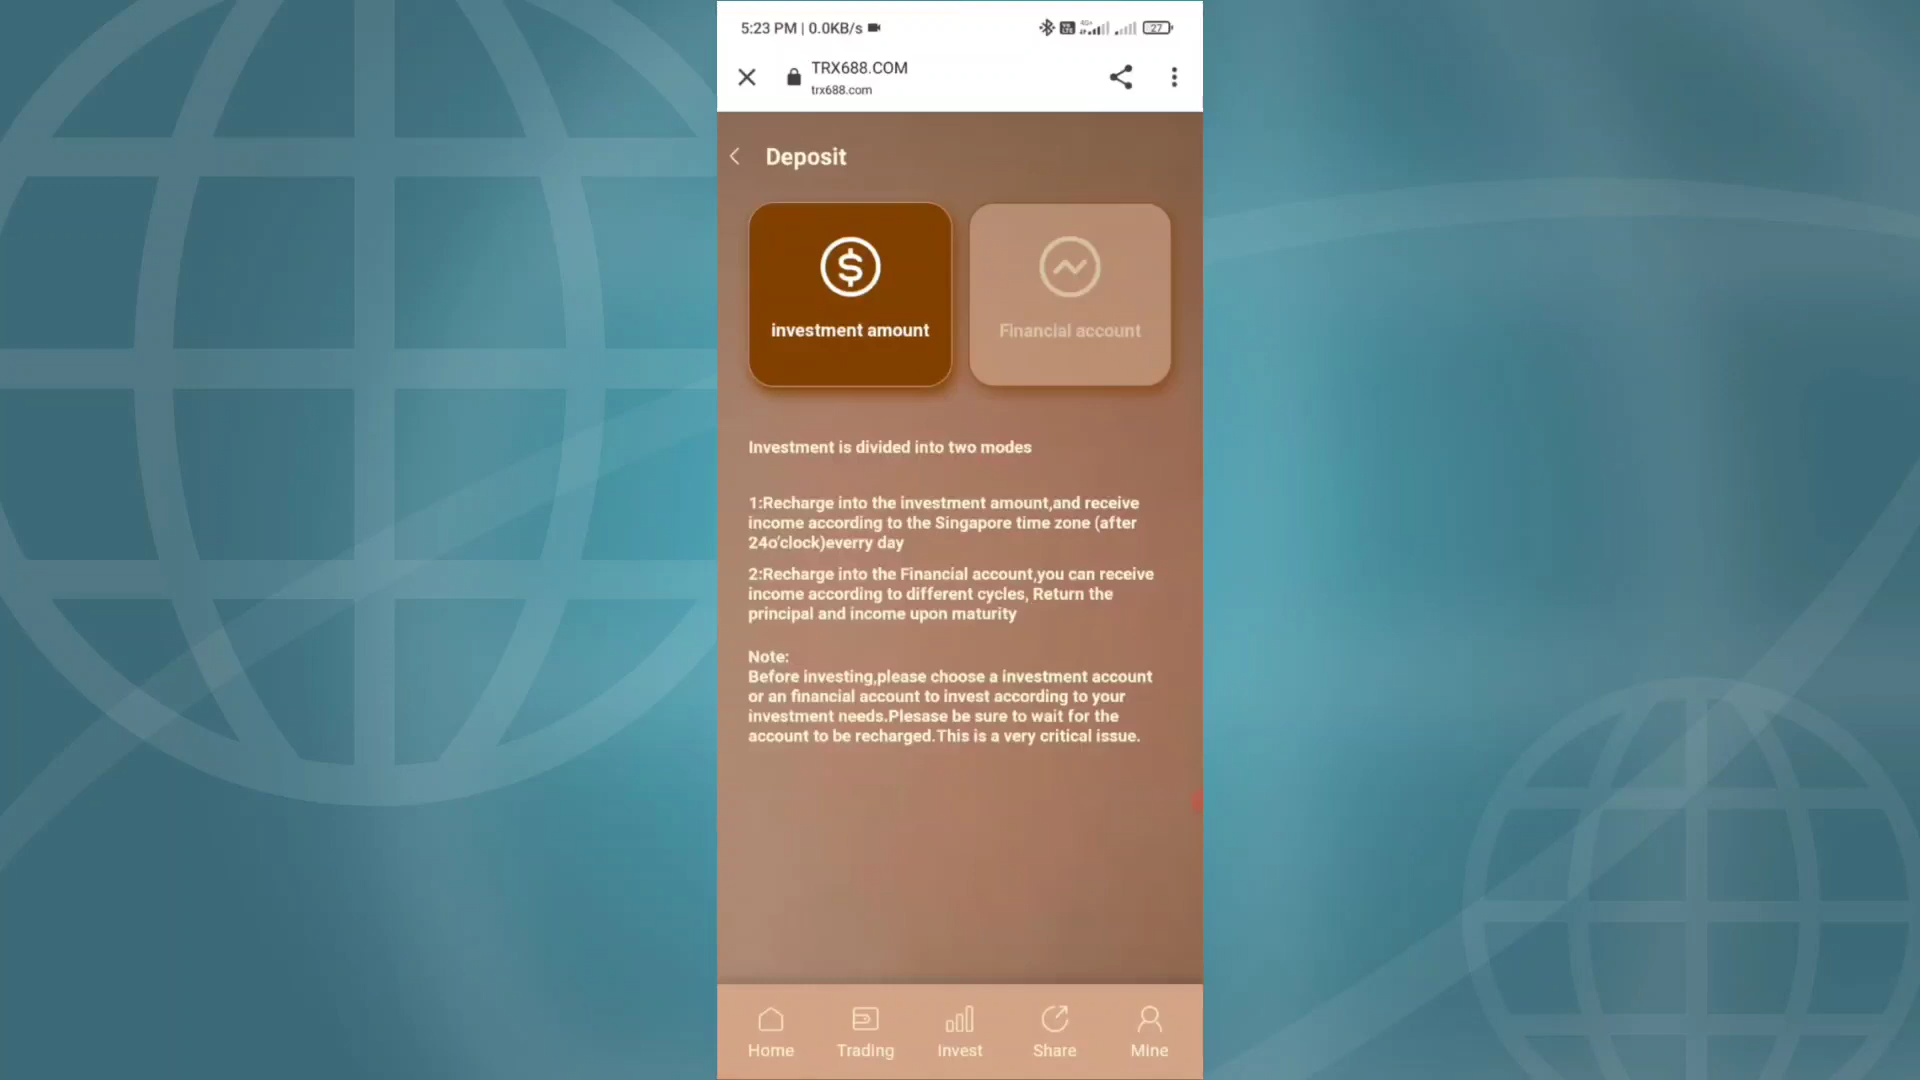 5:23 PM | 0.0KB/s
27
TRX688.COM
trx688.com
Deposit
investment amount
Financial account
Investment is divided into two modes
1:Recharge into the investment amount,and receive
income according to the Singapore time zone (after
24o'clock)everry day
2:Recharge into the Financial account,you can receive
income according to different cycles, Return the
principal and income upon maturity
Note:
Before investing,please choose a investment account
or an financial account to invest according to your
investment needs.Plesase be sure to wait for the
account to be recharged.This is a very critical issue.
Home
Trading
Invest
Share
Mine